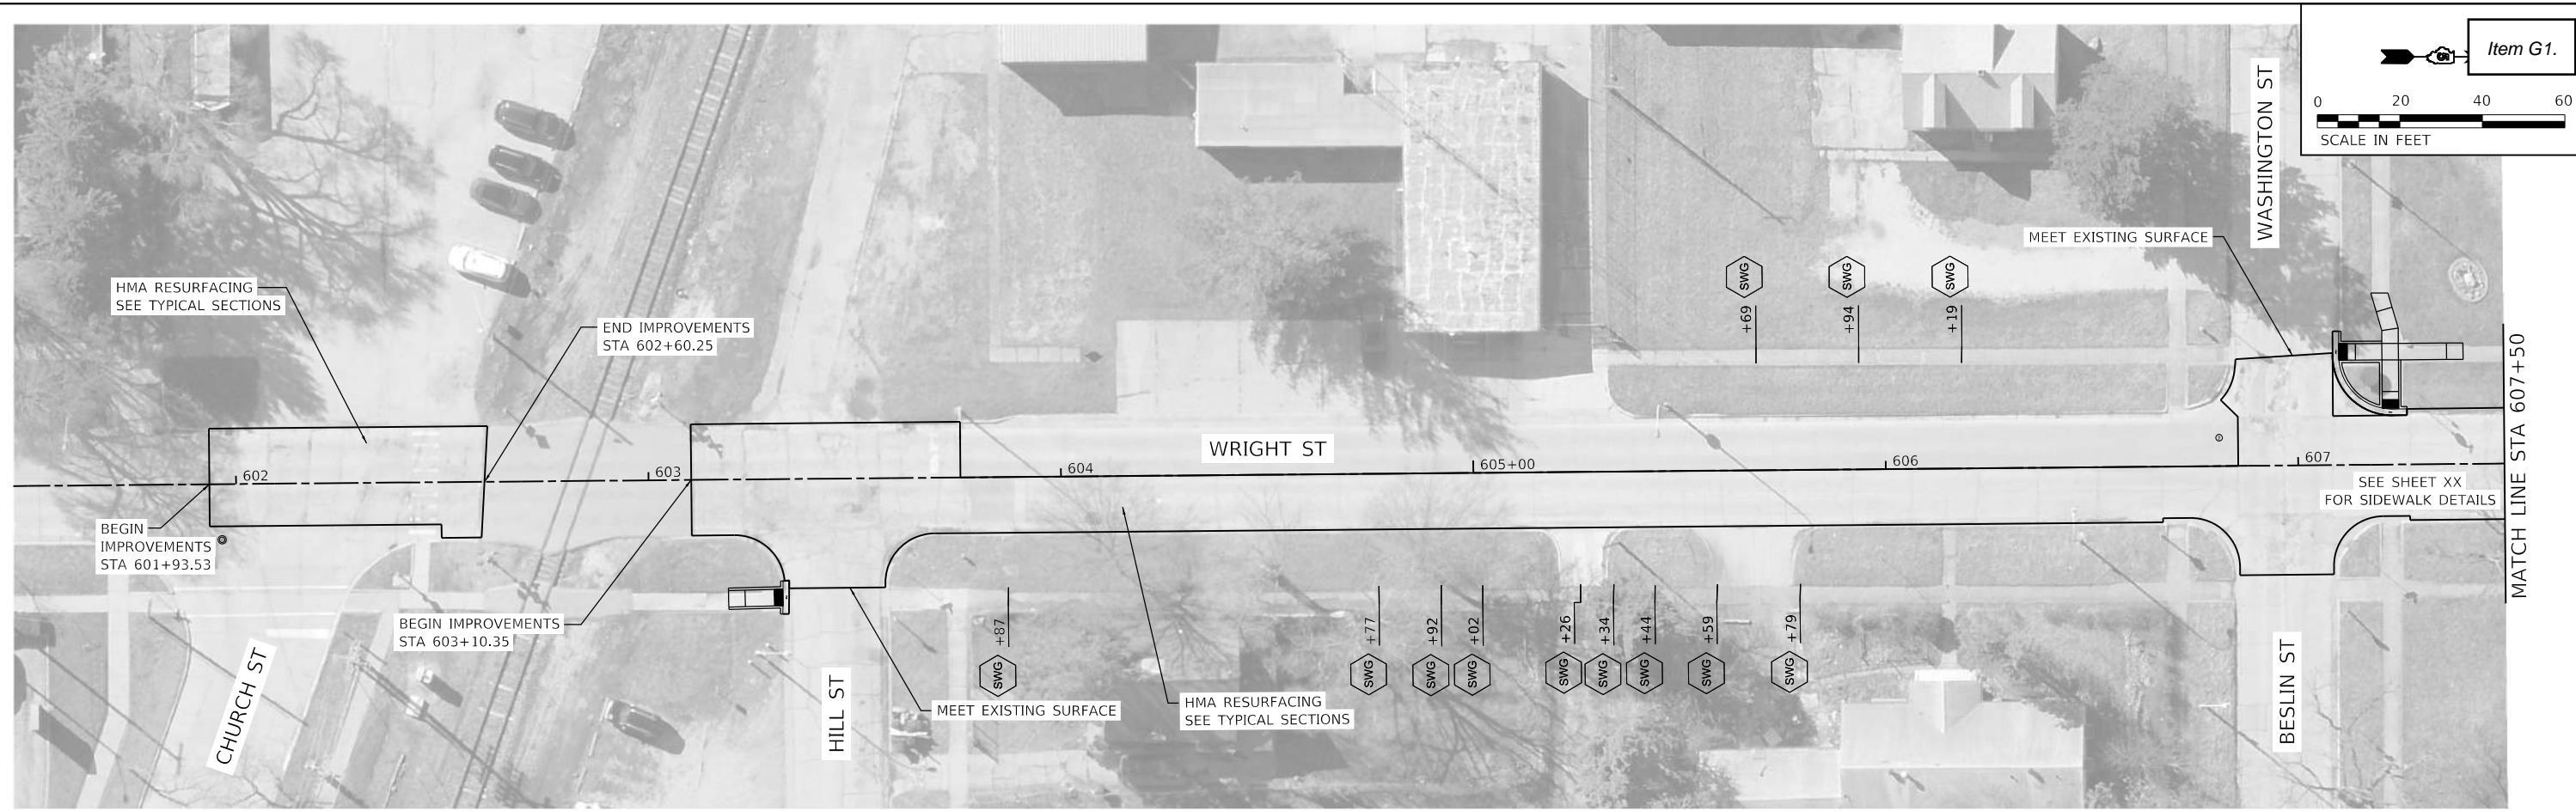 Item G1.
0 20 40 60
SCALE IN FEET
WASHINGTON ST
MEET EXISTING SURFACE
SWG
SWG
SWG
+69
+94
+19
HMA RESURFACING
SEE TYPICAL SECTIONS
END IMPROVEMENTS
STA 602+60.25
WRIGHT ST
602
603
604
605+00
606
607
MATCH LINE STA 607+50
SEE SHEET XX
FOR SIDEWALK DETAILS
BEGIN
IMPROVEMENTS
STA 601+93.53
BEGIN IMPROVEMENTS
STA 603+10.35
+87
+77
+92
+02
+26
+34
+44
+59
+79
SWG
SWG
SWG
SWG
SWG
SWG
SWG
SWG
SWG
CHURCH ST
HILL ST
MEET EXISTING SURFACE
HMA RESURFACING
SEE TYPICAL SECTIONS
BESLIN ST